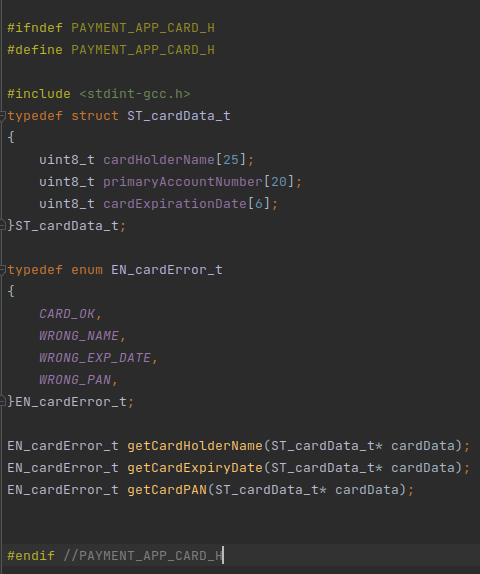 #ifndef PAYMENT_APP_CARD_H
#define PAYMENT_APP_CARD_H
#include <stdint-gcc.h>
typedef struct ST_cardData_t
{
uint8_t cardHolderName[25];
uint8_t primaryAccountNumber[20];
uint8_t cardExpirationDate[6];
}ST_cardData_t;
typedef enum EN_cardError_t
{
CARD_OK,
WRONG_NAME,
WRONG_EXP_DATE,
WRONG_PAN,
}EN_cardError_t;
EN_cardError_t getCardHolderName(ST_cardData_t* cardData);
EN_cardError_t getCardExpiryDate(ST_cardData_t* cardData);
EN_cardError_t getCardPAN(ST_cardData_t* cardData);
#endif //PAYMENT_APP_CARD_H